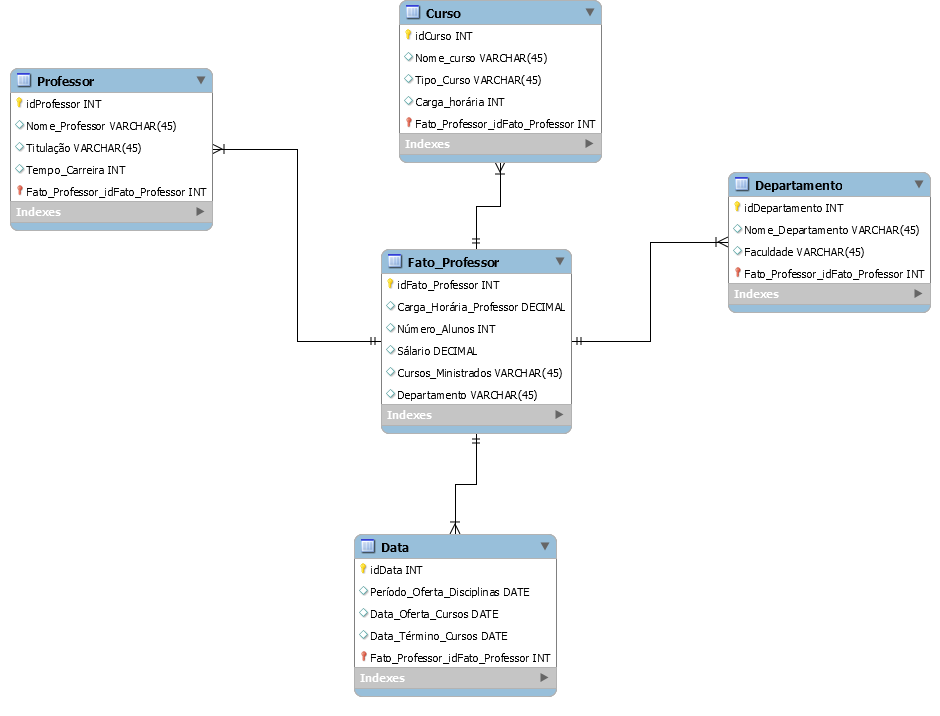 Curso
idCurso INT
Nome_curso VARCHAR(45)
Tipo_Curso VARCHAR(45)
Carga_horária INT
Fato_Professor_idFato_Professor INT
Indexes
Professor
idProfessor INT
Nome_Professor VARCHAR(45)
Titulação VARCHAR(45)
Tempo_Carreira INT
Fato_Professor_idFato_Professor INT
Indexes
Departamento
idDepartamento INT
Nome_Departamento VARCHAR(45)
Faculdade VARCHAR(45)
Fato_Professor_idFato_Professor INT
Indexes
Fato_Professor
idFato_Professor INT
Carga_Horária_Professor DECIMAL
Número_Alunos INT
Sálario DECIMAL
Cursos_Ministrados VARCHAR(45)
Departamento VARCHAR(45)
Indexes
Data
idData INT
Período_Oferta_Disciplinas DATE
Data_Oferta_Cursos DATE
Data_Término_Cursos DATE
Fato_Professor_idFato_Professor INT
Indexes